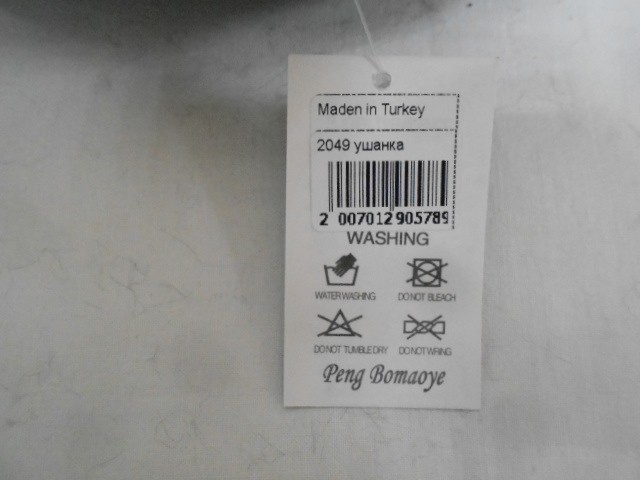 Maden in Turkey
2049 ушанка
2 007012 905789
WASHING
WATER WASHING
DO NOT BLEACH
DO NOT TUMBLE DRY
DO NOT WRING
Peng Bomaoye